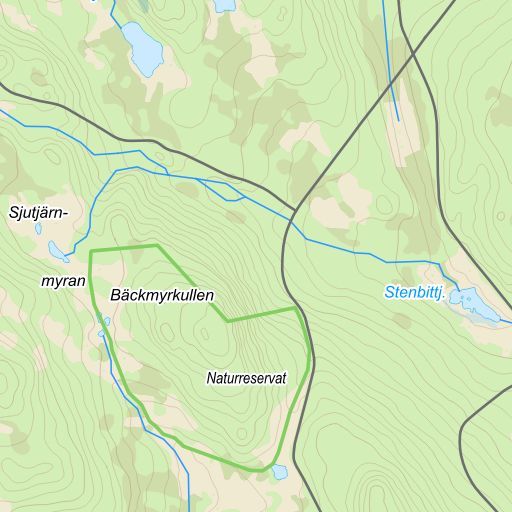 Sjutjärn-
myran
Bäckmyrkullen
Stenbittj.
Naturreservat